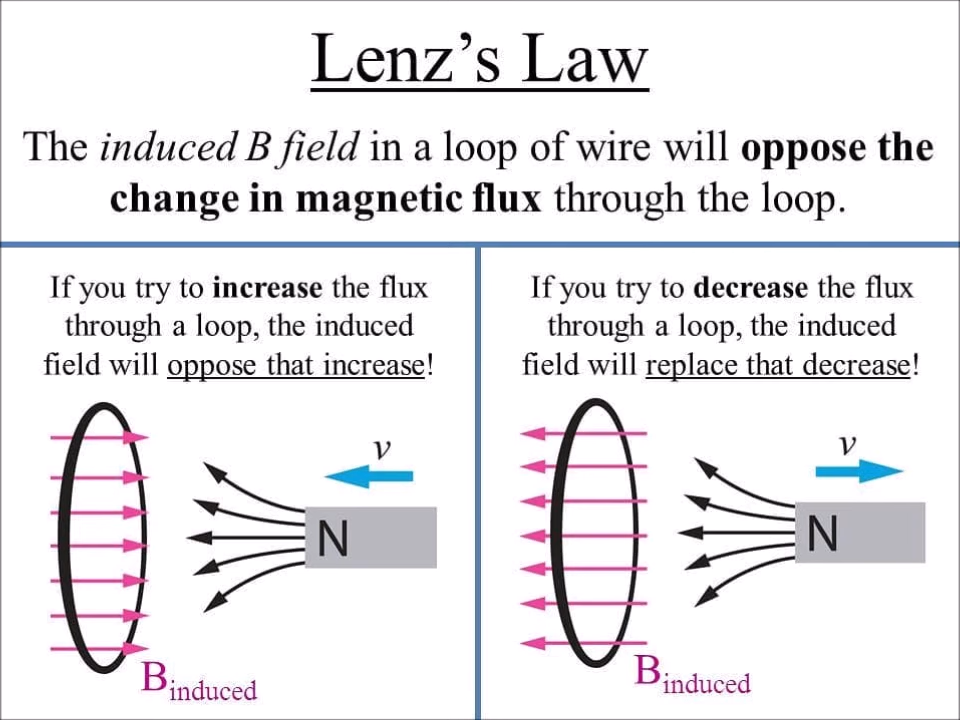 Lenz’s Law
The induced B field in a loop of wire will oppose the
change in magnetic flux through the loop.
If you try to increase the flux
through a loop, the induced
field will oppose that increase!
v
N
Binduced
If you try to decrease the flux
through a loop, the induced
field will replace that decrease!
v
N
Binduced